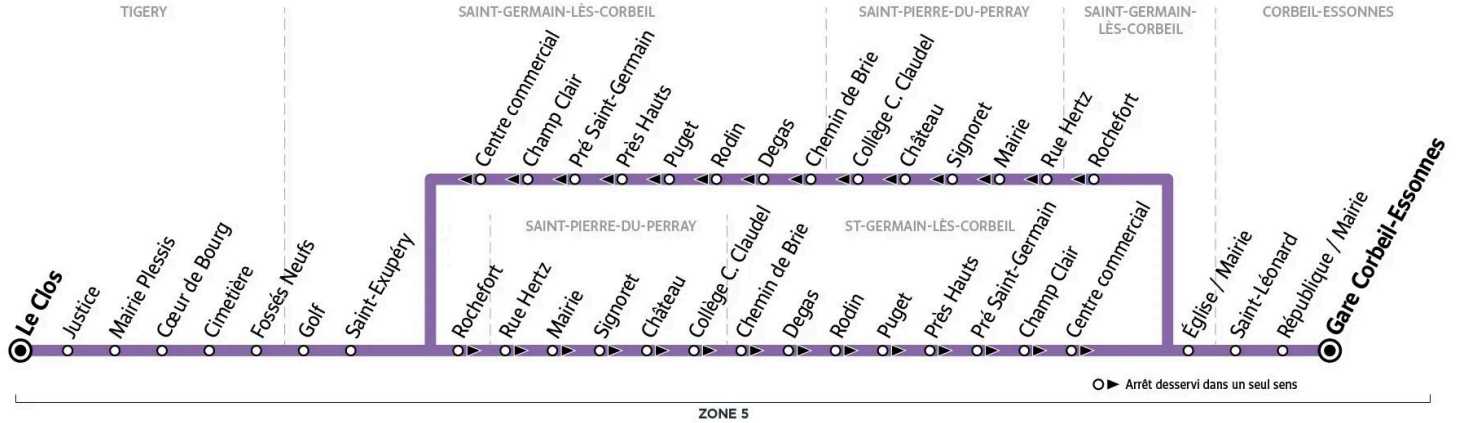 TIGERY
SAINT-GERMAIN-LÈS-CORBEIL
SAINT-PIERRE-DU-PERRAY
SAINT-GERMAIN-
LÈS-CORBEIL
CORBEIL-ESSONNES
Centre commercial
Champ Clair
Pré Saint-Germain
Près Hauts
Puget
Rodin
Degas
Chemin de Brie
Collège C. Claudel
Château
Signoret
Mairie
Rue Hertz
Rochefort
SAINT-PIERRE-DU-PERRAY
ST-GERMAIN-LÈS-CORBEIL
Le Clos
Justice
Mairie Plessis
Cœur de Bourg
Cimetière
Fossés Neufs
Golf
Saint-Exupéry
Rochefort
Rue Hertz
Mairie
Signoret
Château
Collège C. Claudel
Chemin de Brie
Degas
Rodin
Puget
Près Hauts
Pré Saint-Germain
Champ Clair
Centre commercial
Église / Mairie
Saint-Léonard
République / Mairie
Gare Corbeil-Essonnes
Arrêt desservi dans un seul sens
ZONE 5